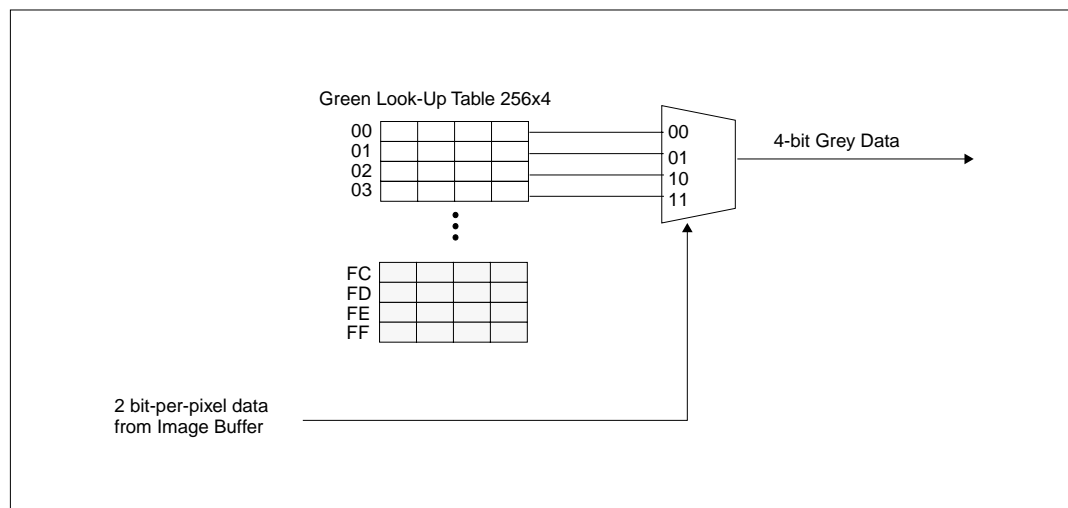 Green Look-Up Table 256x4
00
01
02
03
00
01
10
11
4-bit Grey Data
FC
FD
FE
FF
2 bit-per-pixel data
from Image Buffer